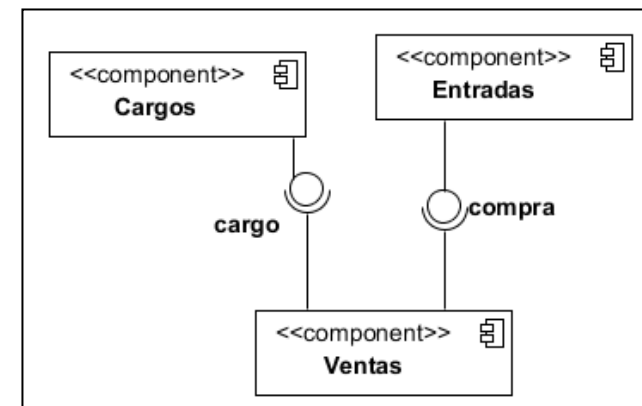 <<component>>
Cargos
<<component>>
Entradas
cargo
compra
<<component>>
Ventas